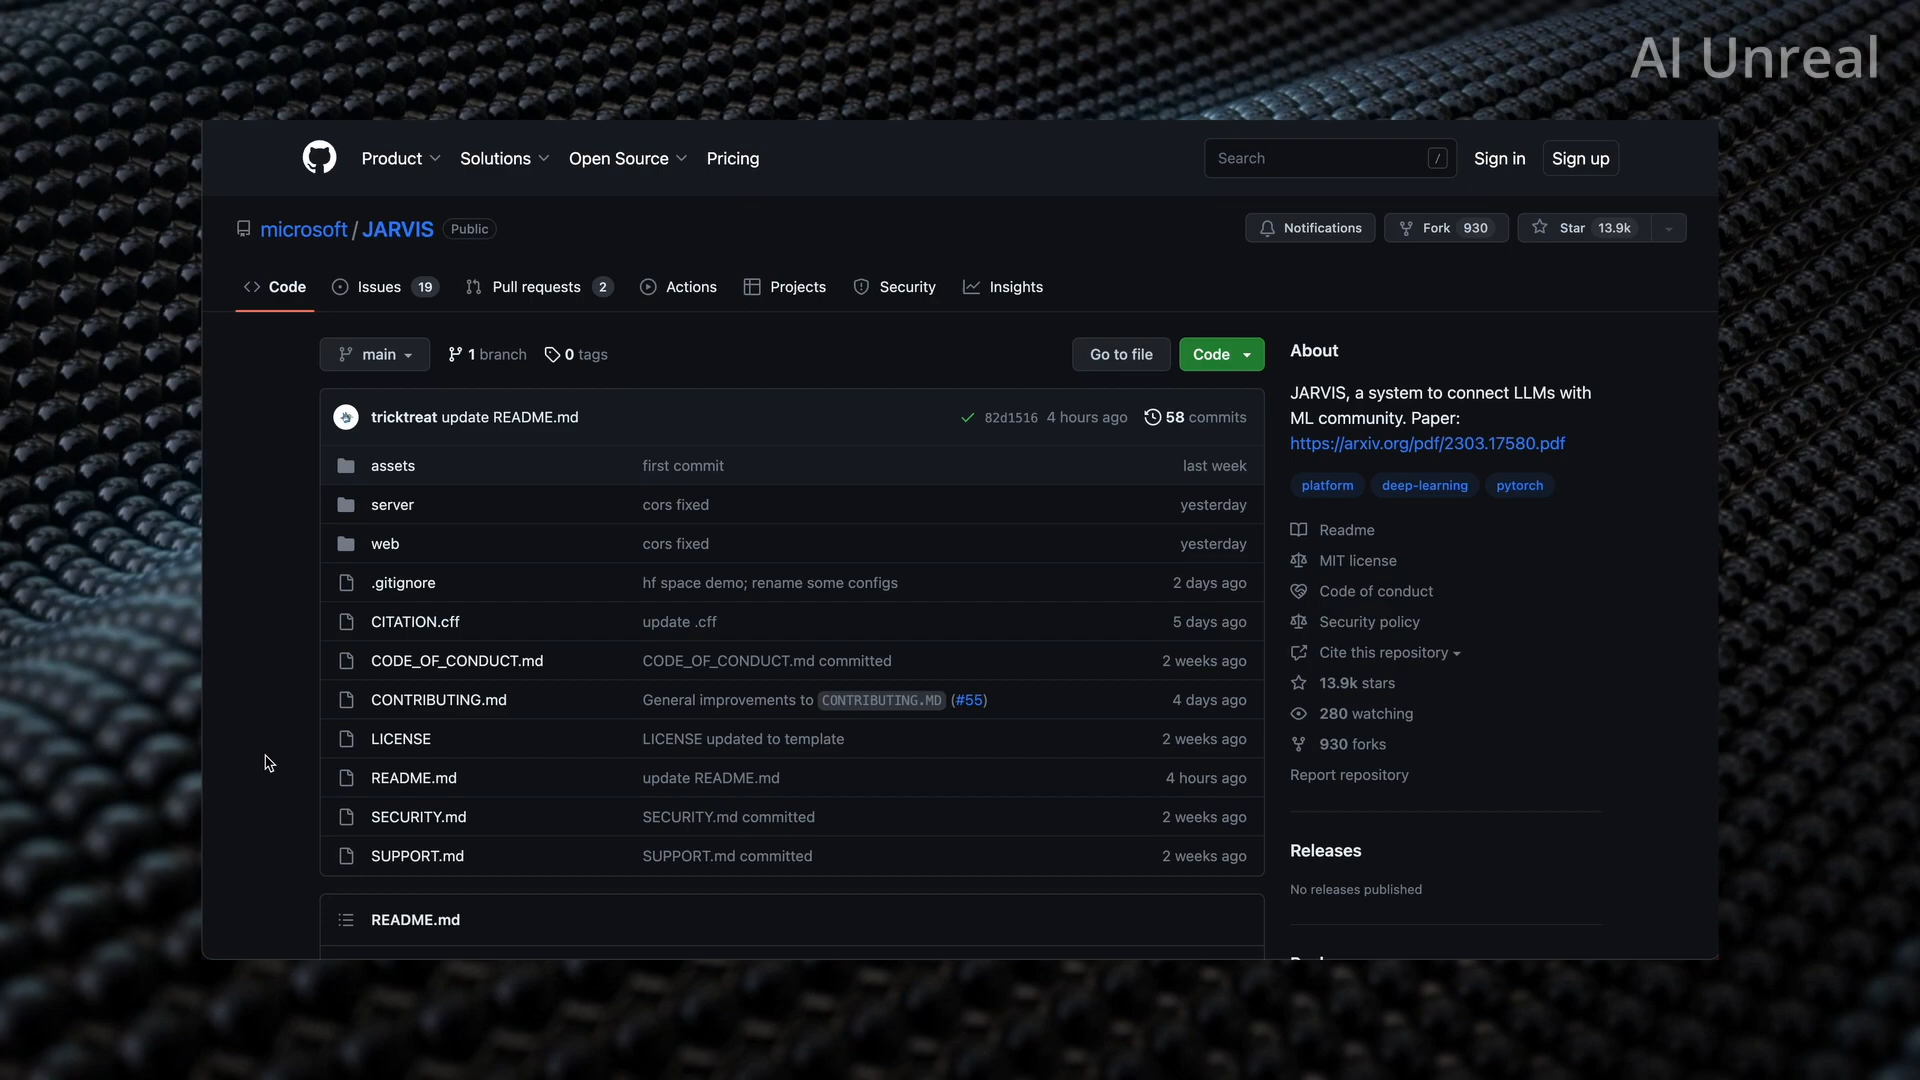 AI Unreal
Product Solutions Open Source Pricing Search / Sign in Sign up
microsoft / JARVIS Public Notifications Fork 930 Star 13.9k
Code Issues 19 Pull requests 2 Actions Projects Security Insights
main 1 branch 0 tags Go to file Code
tricktreat update README.md 82d1516 4 hours ago 58 commits
assets first commit last week
server cors fixed yesterday
web cors fixed yesterday
.gitignore hf space demo; rename some configs 2 days ago
CITATION.cff update .cff 5 days ago
CODE_OF_CONDUCT.md CODE_OF_CONDUCT.md committed 2 weeks ago
CONTRIBUTING.md General improvements to CONTRIBUTING.MD (#55) 4 days ago
LICENSE LICENSE updated to template 2 weeks ago
README.md update README.md 4 hours ago
SECURITY.md SECURITY.md committed 2 weeks ago
SUPPORT.md SUPPORT.md committed 2 weeks ago
README.md
About
JARVIS, a system to connect LLMs with
ML community. Paper:
https://arxiv.org/pdf/2303.17580.pdf
platform deep-learning pytorch
Readme
MIT license
Code of conduct
Security policy
Cite this repository
13.9k stars
280 watching
930 forks
Report repository
Releases
No releases published